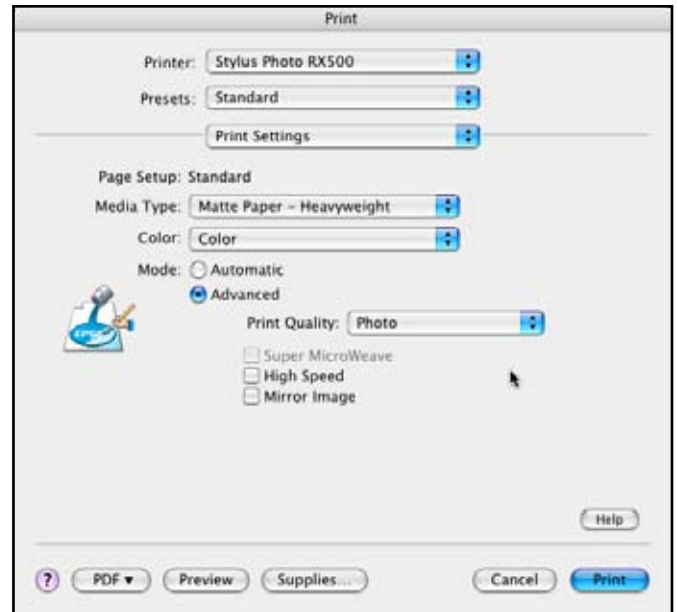 Print
Printer: Stylus Photo RX500
Presets: Standard
Print Settings
Page Setup: Standard
Media Type: Matte Paper – Heavyweight
Color: Color
Mode: Automatic
Advanced
Print Quality: Photo
Super MicroWeave
High Speed
Mirror Image
EPSON
Help
? PDF ▾ Preview Supplies... Cancel Print